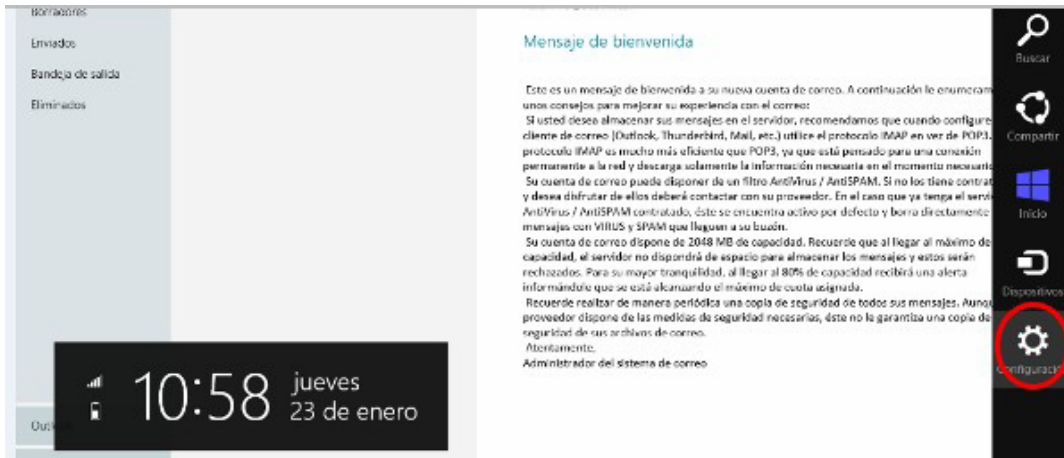 Borradores
Enviados
Bandeja de salida
Eliminados
Mensaje de bienvenida
Este es un mensaje de bienvenida a su nueva cuenta de correo. A continuación le enumeram
unos consejos para mejorar su experiencia con el correo:
Si usted desea almacenar sus mensajes en el servidor, recomendamos que cuando configure
cliente de correo (Outlook, Thunderbird, Mail, etc.) utilice el protocolo IMAP en vez de POP3.
protocolo IMAP es mucho más eficiente que POP3, ya que está pensado para una conexión
permanente a la red y descarga solamente la información necesaria en el momento necesario
Su cuenta de correo puede disponer de un filtro AntiVirus / AntiSPAM. Si no los tiene contrat
y desea disfrutar de ellos deberá contactar con su proveedor. En el caso que ya tenga el servi
AntiVirus / AntiSPAM contratado, éste se encuentra activo por defecto y borra directamente
mensajes con VIRUS y SPAM que lleguen a su buzón.
Su cuenta de correo dispone de 2048 MB de capacidad. Recuerde que al llegar al máximo de
capacidad, el servidor no dispondrá de espacio para almacenar los mensajes y estos serán
rechazados. Para su mayor tranquilidad, al llegar al 80% de capacidad recibirá una alerta
informándole que se está alcanzando el máximo de cuota asignada.
Recuerde realizar de manera periódica una copia de seguridad de todos sus mensajes. Aunqu
proveedor dispone de las medidas de seguridad necesarias, éste no le garantiza una copia de
seguridad de sus archivos de correo.
Atentamente,
Administrador del sistema de correo
Buscar
Compartir
Inicio
Dispositivos
Configuració
10:58
jueves
23 de enero